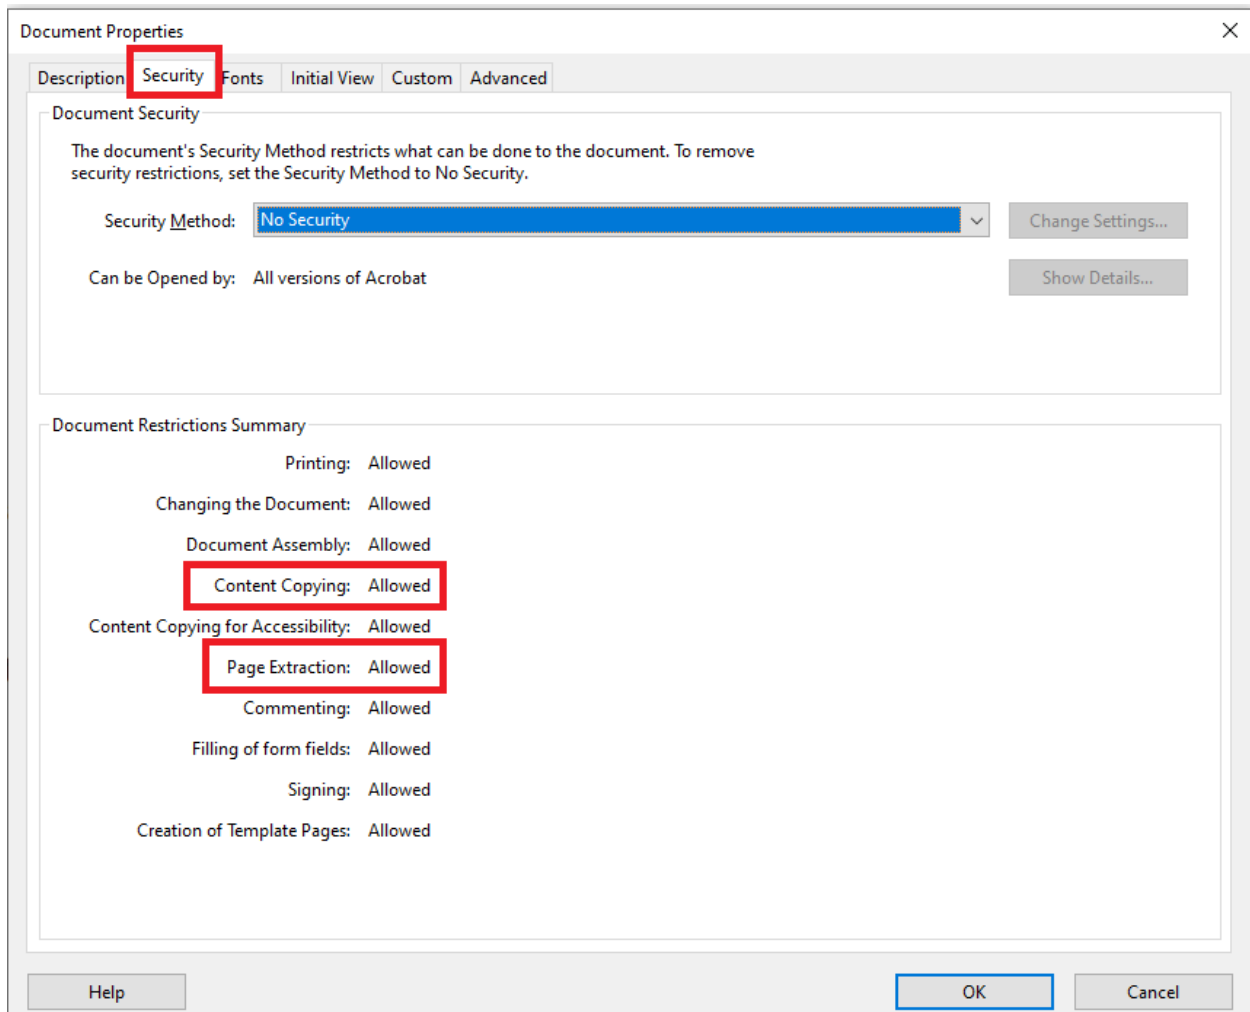 Document Properties
Description Security Fonts Initial View Custom Advanced
Document Security
The document's Security Method restricts what can be done to the document. To remove
security restrictions, set the Security Method to No Security.
Security Method: No Security Change Settings...
Can be Opened by: All versions of Acrobat Show Details...
Document Restrictions Summary
Printing: Allowed
Changing the Document: Allowed
Document Assembly: Allowed
Content Copying: Allowed
Content Copying for Accessibility: Allowed
Page Extraction: Allowed
Commenting: Allowed
Filling of form fields: Allowed
Signing: Allowed
Creation of Template Pages: Allowed
Help OK Cancel